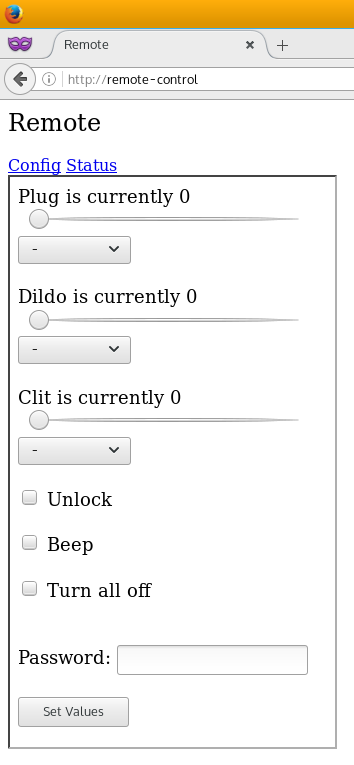 Remote
http://remote-control
Remote
Config Status
Plug is currently 0
-
Dildo is currently 0
-
Clit is currently 0
-
Unlock
Beep
Turn all off
Password:
Set Values